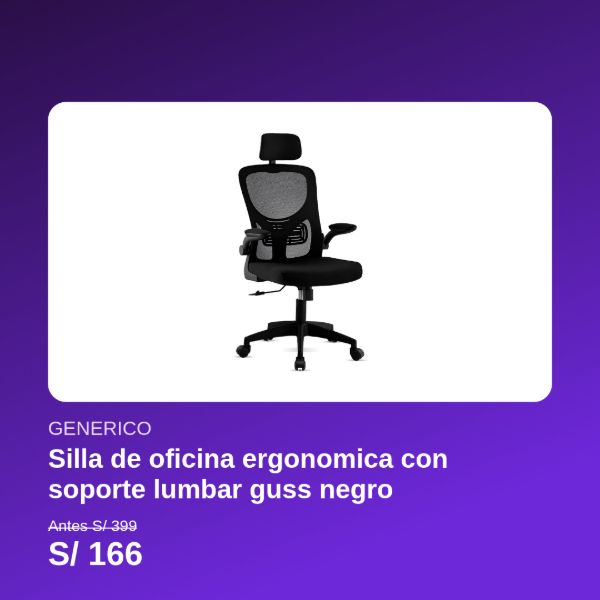 GENERICO
Silla de oficina ergonomica con
soporte lumbar guss negro
Antes S/ 399
S/ 166